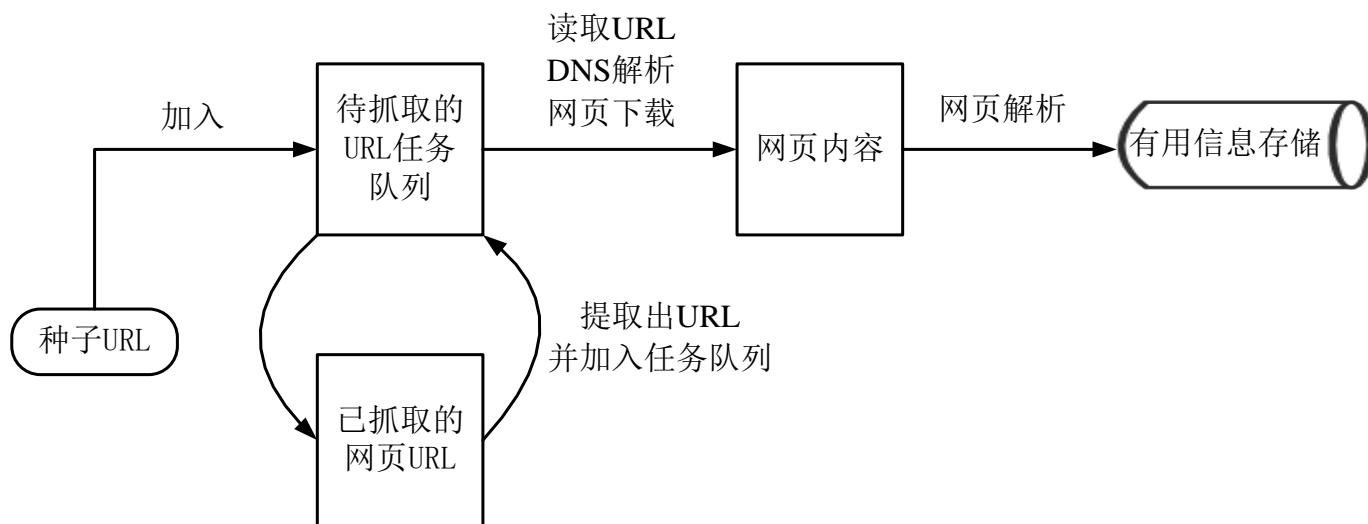 读取URL
DNS解析
网页下载
加入
待抓取的
URL任务
队列
网页内容
网页解析
有用信息存储
种子URL
提取出URL
并加入任务队列
已抓取的
网页URL